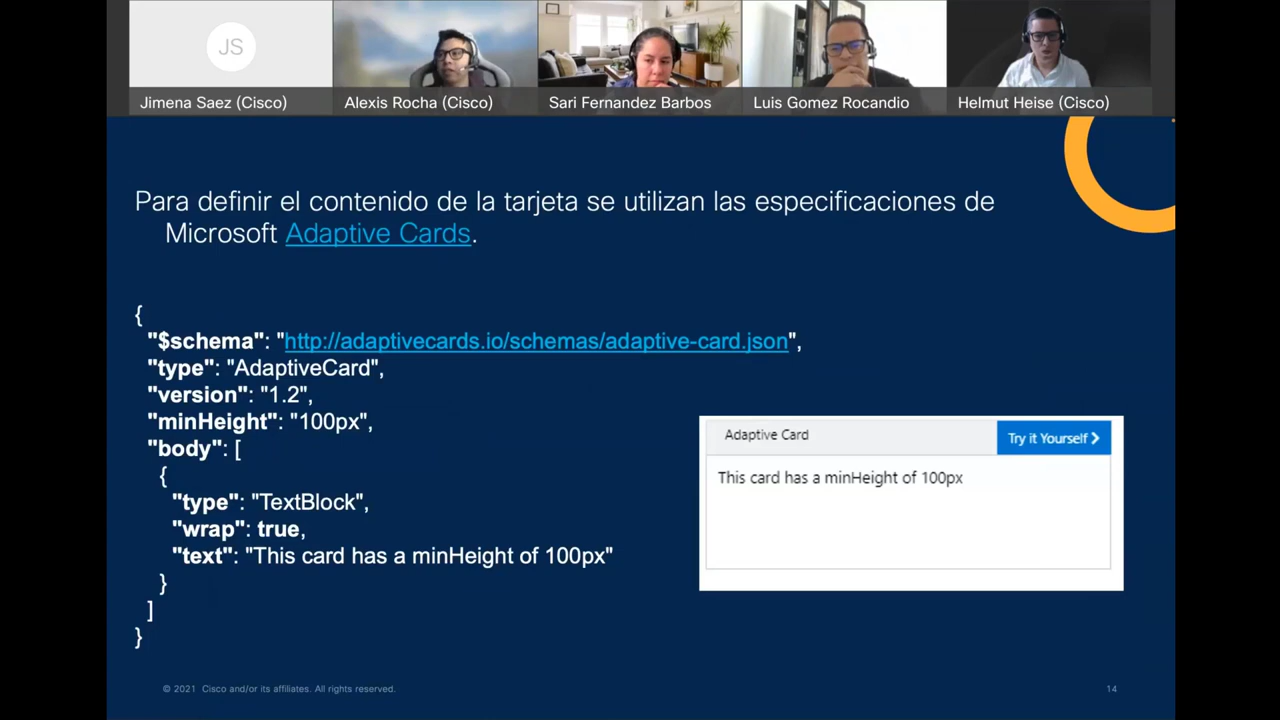 JS
Jimena Saez (Cisco)
Alexis Rocha (Cisco)
Sari Fernandez Barbos
Luis Gomez Rocandio
Helmut Heise (Cisco)
Para definir el contenido de la tarjeta se utilizan las especificaciones de
Microsoft Adaptive Cards.
{
"$schema": "http://adaptivecards.io/schemas/adaptive-card.json",
"type": "AdaptiveCard",
"version": "1.2",
"minHeight": "100px",
"body": [
{
"type": "TextBlock",
"wrap": true,
"text": "This card has a minHeight of 100px"
}
]
}
Adaptive Card
Try it Yourself
This card has a minHeight of 100px
© 2021 Cisco and/or its affiliates. All rights reserved.
14